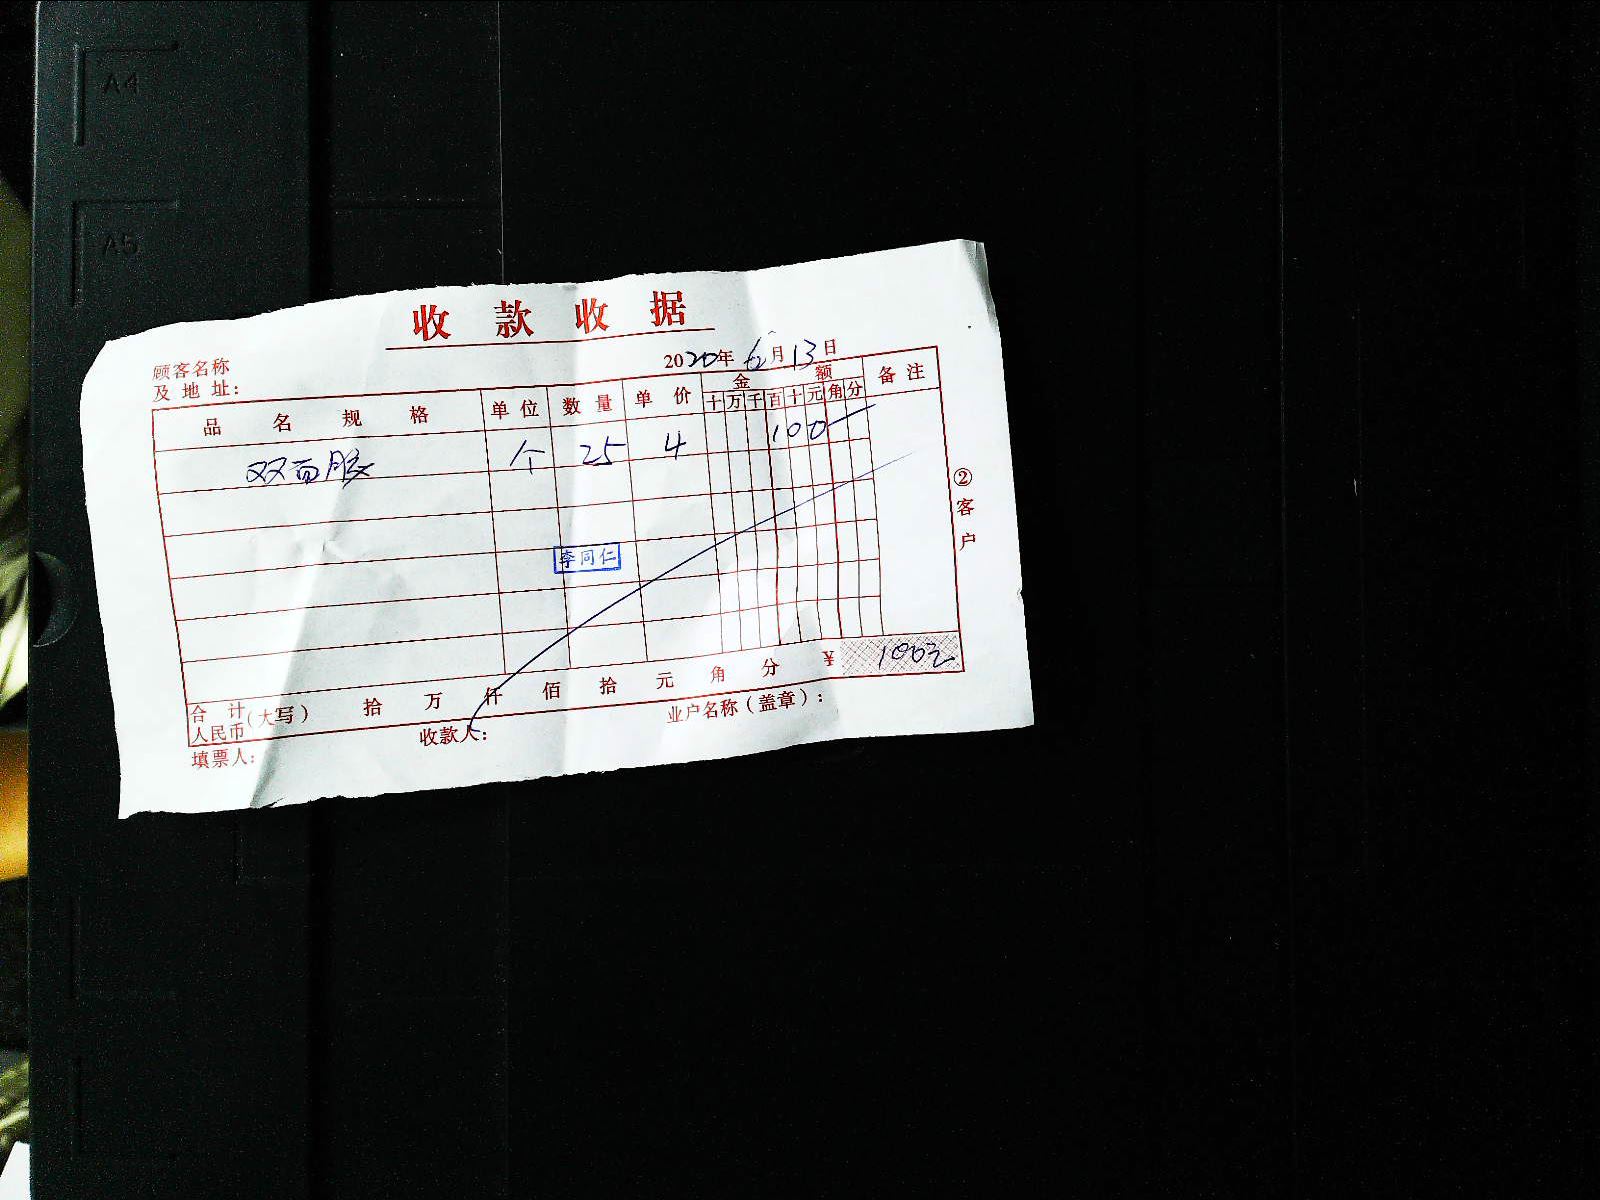 A4
A5
收款收据
顾客名称
及地址：
2020年6月13日
品名规格 单位 数量 单价 金额 备注
十万千百十元角分
双面胶 个 25 4 100
李同仁
②客户
合计
人民币(大写) 拾 万 仟 佰 拾 元 角 分 ¥ 100元
填票人： 收款人： 业户名称(盖章)：